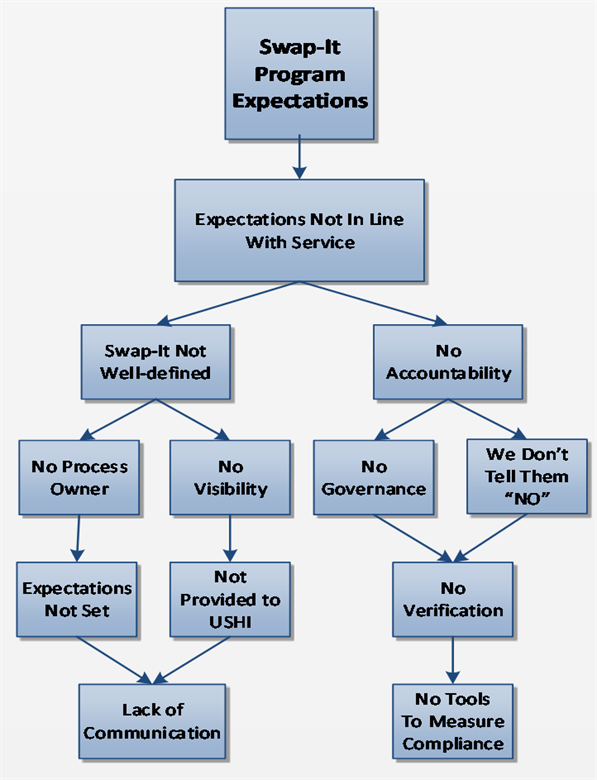 Swap-It
Program
Expectations
Expectations Not In Line
With Service
Swap-It Not
Well-defined
No
Accountability
No Process
Owner
No
Visibility
No
Governance
We Don't
Tell Them
“NO”
Expectations
Not Set
Not
Provided to
USHI
No
Verification
Lack of
Communication
No Tools
To Measure
Compliance